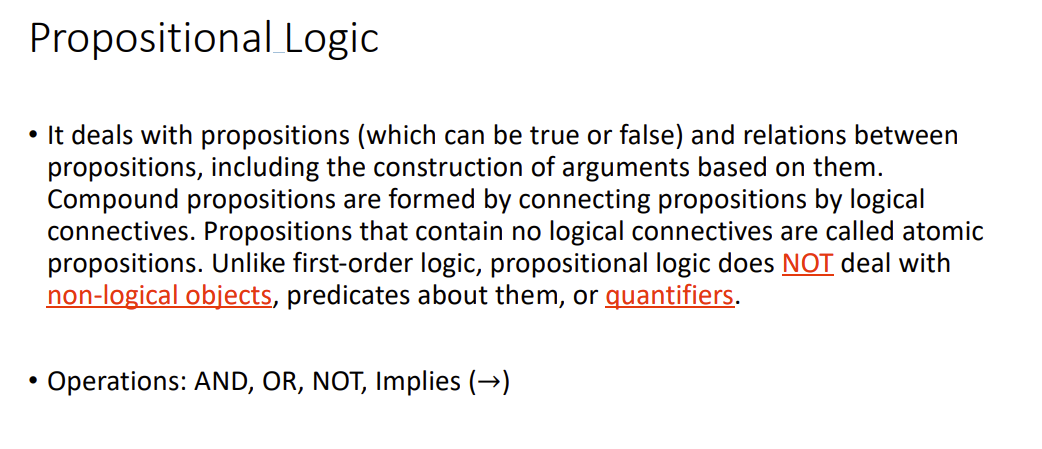 Propositional Logic
• It deals with propositions (which can be true or false) and relations between
propositions, including the construction of arguments based on them.
Compound propositions are formed by connecting propositions by logical
connectives. Propositions that contain no logical connectives are called atomic
propositions. Unlike first-order logic, propositional logic does NOT deal with
non-logical objects, predicates about them, or quantifiers.
• Operations: AND, OR, NOT, Implies (→)